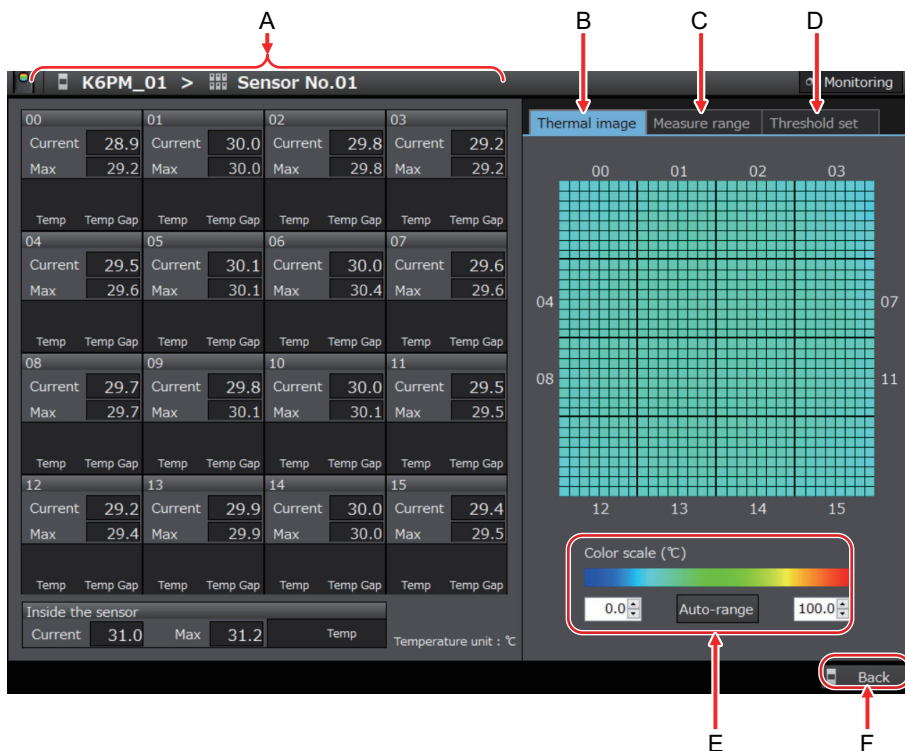 A B C D
K6PM_01 > Sensor No.01 Monitoring
00 01 02 03
Current 28.9 Current 30.0 Current 29.8 Current 29.2
Max 29.2 Max 30.0 Max 29.8 Max 29.2
Temp Temp Gap Temp Temp Gap Temp Temp Gap Temp Temp Gap
04 05 06 07
Current 29.5 Current 30.1 Current 30.0 Current 29.6
Max 29.6 Max 30.1 Max 30.4 Max 29.6
Temp Temp Gap Temp Temp Gap Temp Temp Gap Temp Temp Gap
08 09 10 11
Current 29.7 Current 29.8 Current 30.0 Current 29.5
Max 29.7 Max 30.1 Max 30.1 Max 29.5
Temp Temp Gap Temp Temp Gap Temp Temp Gap Temp Temp Gap
12 13 14 15
Current 29.2 Current 29.9 Current 30.0 Current 29.4
Max 29.4 Max 29.9 Max 30.0 Max 29.5
Temp Temp Gap Temp Temp Gap Temp Temp Gap Temp Temp Gap
Inside the sensor
Current 31.0 Max 31.2 Temp Temperature unit : ℃
Thermal image Measure range Threshold set
00 01 02 03
04 07
08 11
12 13 14 15
Color scale (℃)
0.0 Auto-range 100.0
Back
E F